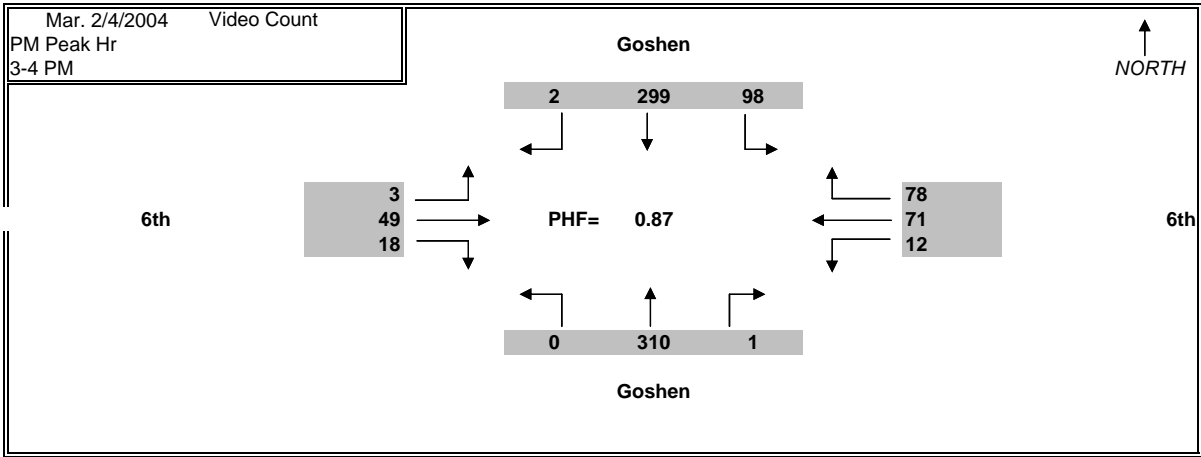 Mar. 2/4/2004 Video Count
PM Peak Hr
3-4 PM
Goshen
NORTH
2 299 98
3 78
6th 49 PHF= 0.87 71 6th
18 12
0 310 1
Goshen